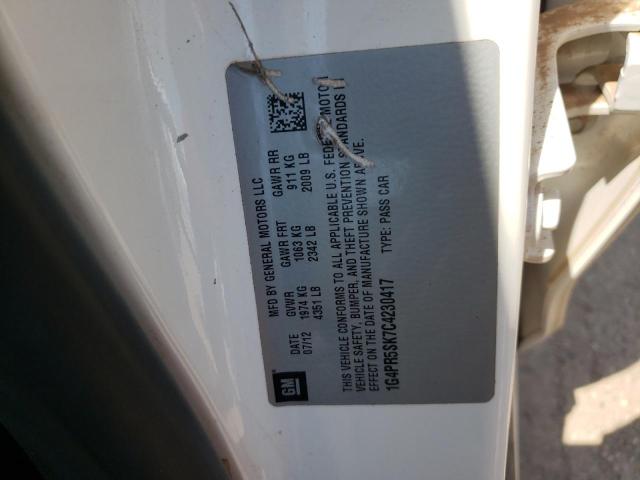 GM
MFD BY GENERAL MOTORS LLC
DATE GVWR GAWR FRT GAWR RR
07/12 1974 KG 1063 KG 911 KG
4351 LB 2342 LB 2009 LB
THIS VEHICLE CONFORMS TO ALL APPLICABLE U.S. FEDERAL MOTOR
VEHICLE SAFETY, BUMPER, AND THEFT PREVENTION STANDARDS IN
EFFECT ON THE DATE OF MANUFACTURE SHOWN ABOVE.
1G4PR5SK7C4230417 TYPE: PASS CAR